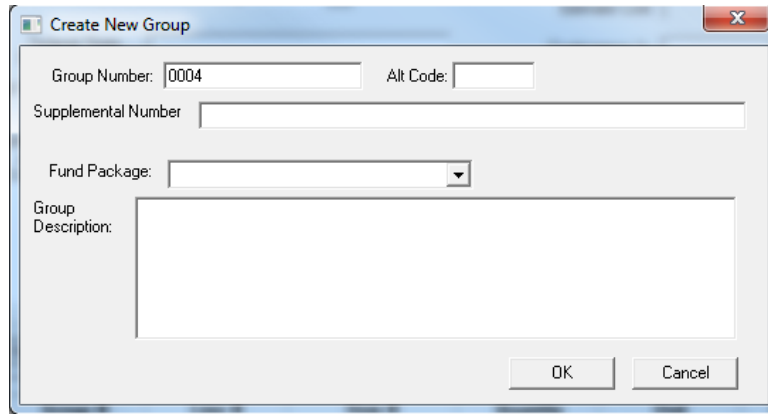 Create New Group
Group Number: 0004 Alt Code:
Supplemental Number
Fund Package:
Group
Description:
OK Cancel